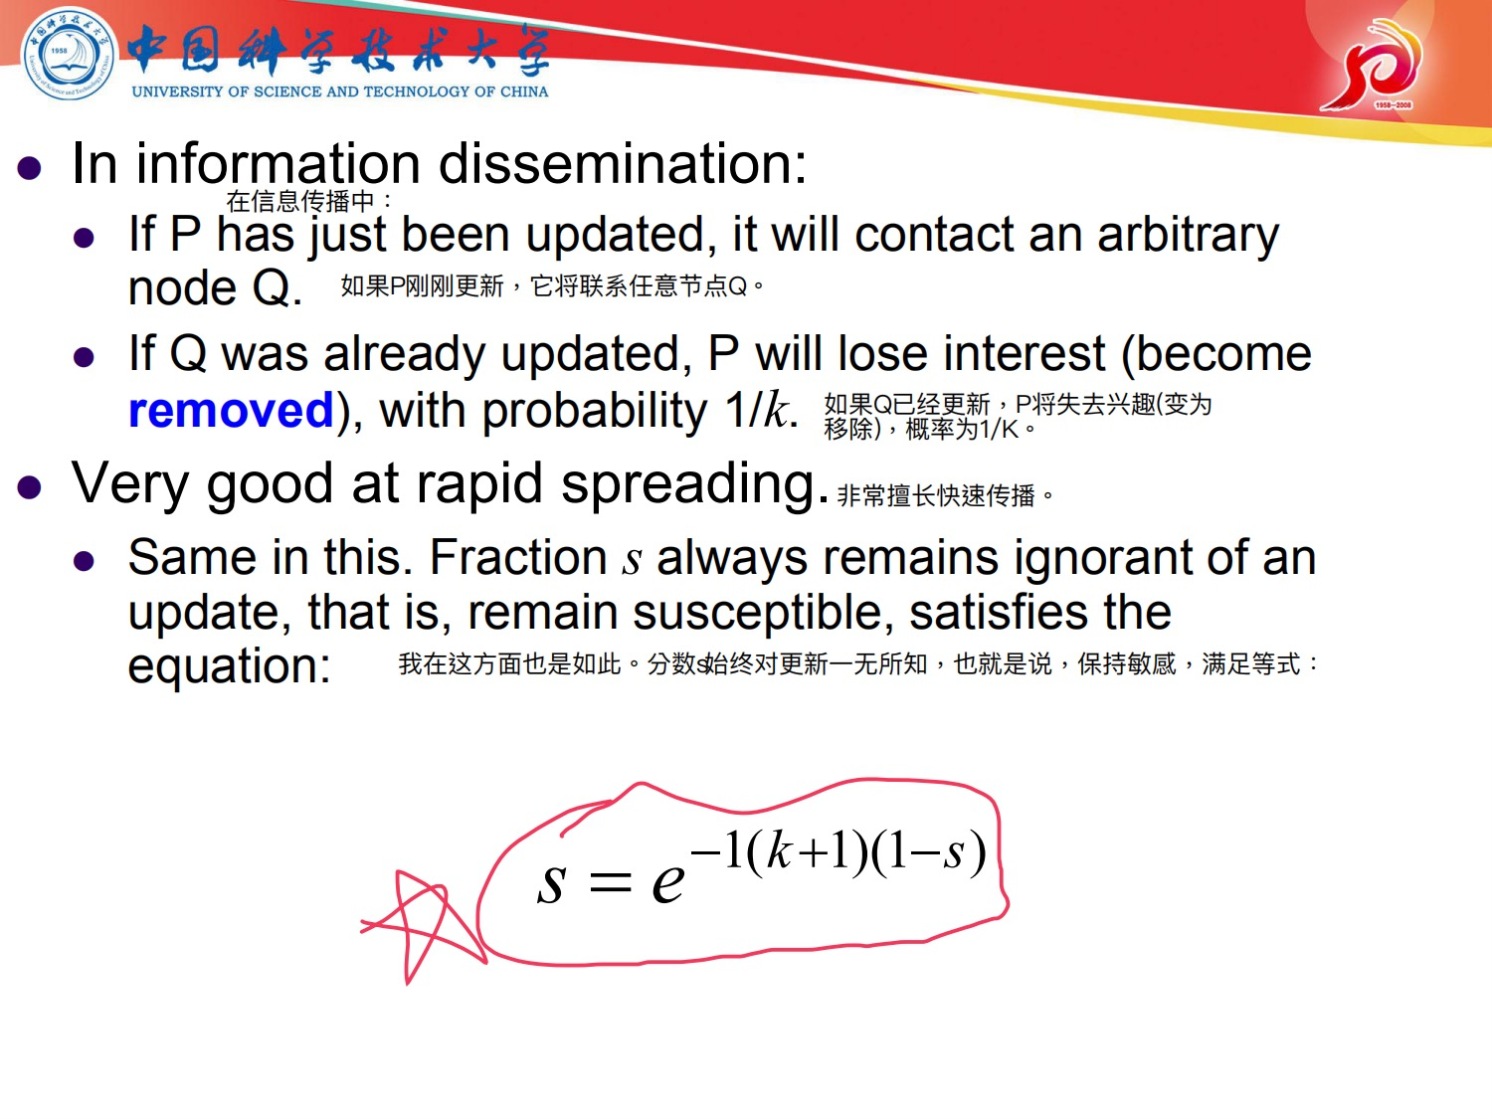 中国科学技术大学
UNIVERSITY OF SCIENCE AND TECHNOLOGY OF CHINA
1958
1958-2008
In information dissemination:
在信息传播中：
If P has just been updated, it will contact an arbitrary
node Q.
如果P刚刚更新，它将联系任意节点Q。
If Q was already updated, P will lose interest (become
removed), with probability 1/k.
如果Q已经更新，P将失去兴趣(变为
移除)，概率为1/K。
Very good at rapid spreading.
非常擅长快速传播。
Same in this. Fraction s always remains ignorant of an
update, that is, remain susceptible, satisfies the
equation:
我在这方面也是如此。分数s始终对更新一无所知，也就是说，保持敏感，满足等式：
s = e^{-1(k+1)(1-s)}